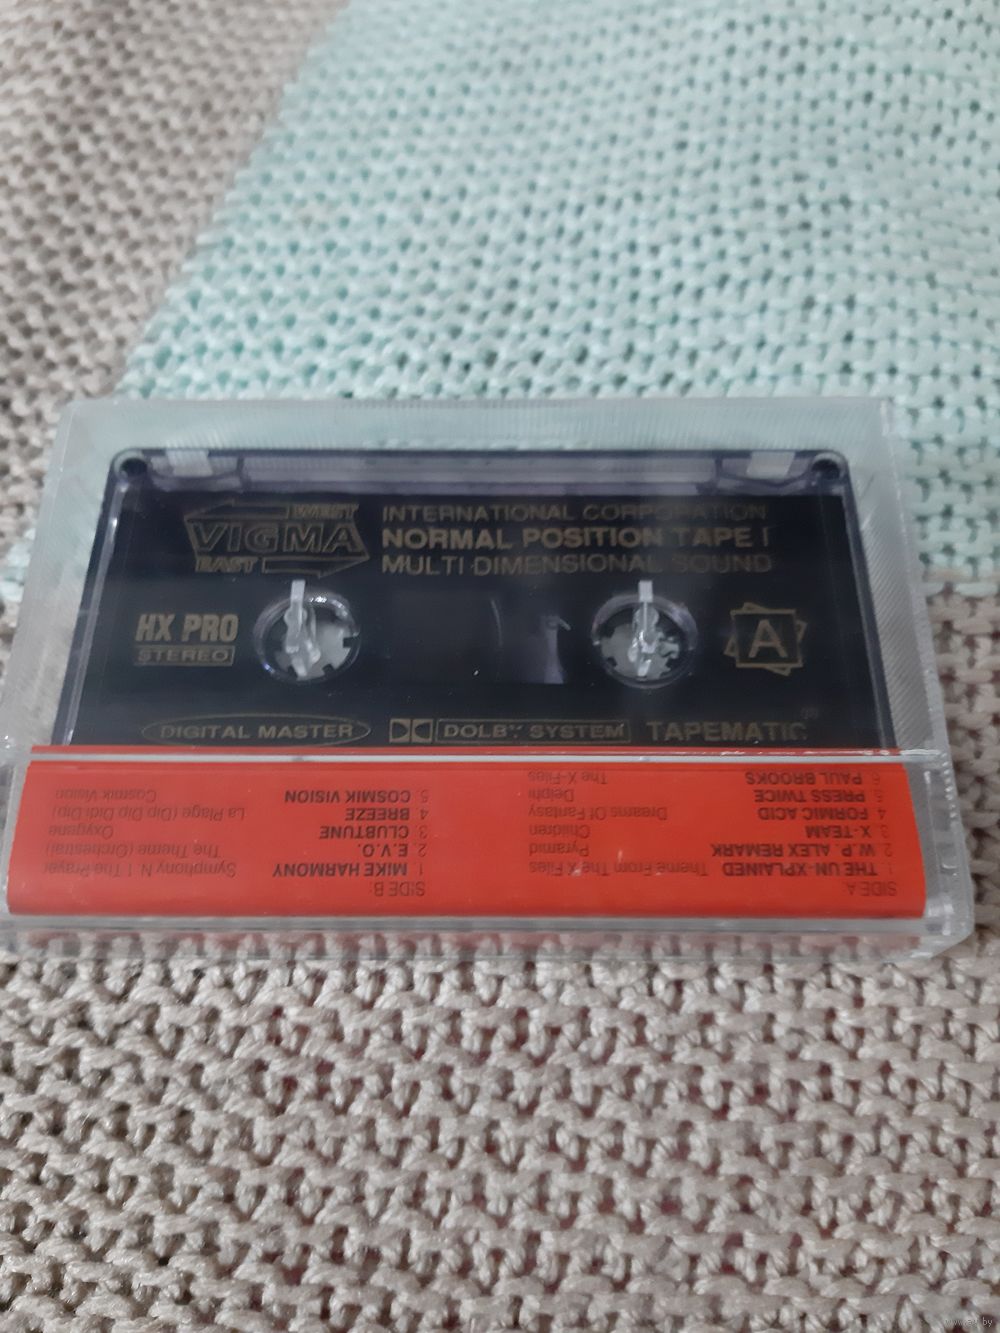 WEST
VIGMA
EAST
INTERNATIONAL CORPORATION
NORMAL POSITION TAPE I
MULTI-DIMENSIONAL SOUND
HX PRO
STEREO
A
DIGITAL MASTER
DOLBY SYSTEM
TAPEMATIC
SIDE A:
1. THE UN-XPLAINED Theme From The X Files
2. W.P. ALEX REMARK Pyramid
3. X-TEAM Children
4. FORMIC ACID Dreams Of Fantasy
5. PRESS TWICE Delphi
6. PAUL BROOKS The X-Files
SIDE B:
1. MIKE HARMONY Symphony N.I. The Prayer
2. E.V.O. The Theme (Orchestral)
3. CLUBTUNE Oxygene
4. BREEZE La Plage (Dip Dip Didi Dip)
5. COSMIK VISION Cosmik Vision